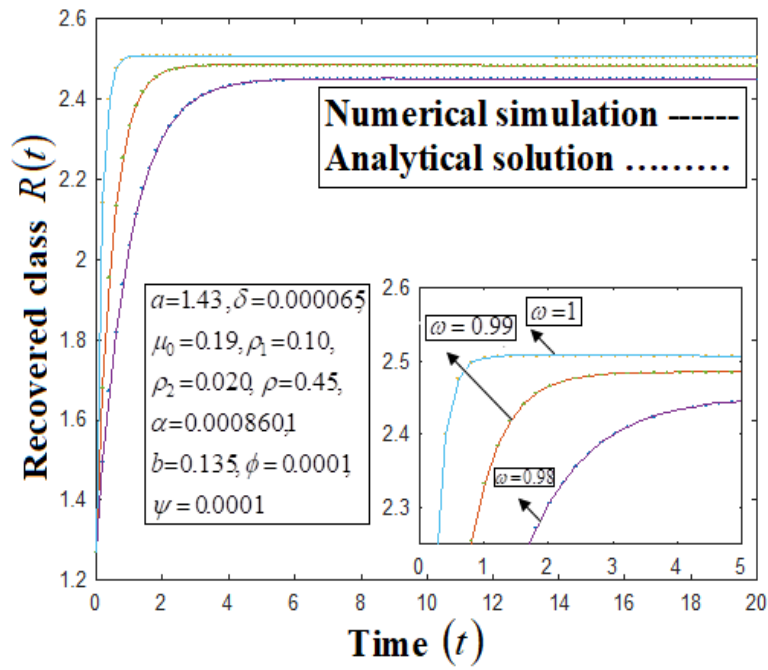 2.6
2.4
2.2
2
1.8
1.6
1.4
1.2
Recovered class R(t)
Numerical simulation ------
Analytical solution .........
a=1.43, δ=0.000065,
μ₀=0.19, ρ₁=0.10,
ρ₂=0.020, ρ=0.45,
α=0.000860,1
b=0.135, ϕ=0.0001,
ψ=0.0001
2.6
2.5
2.4
2.3
ω=0.99
ω=1
ω=0.98
0 1 2 3 4 5
0 2 4 6 8 10 12 14 16 18 20
Time (t)